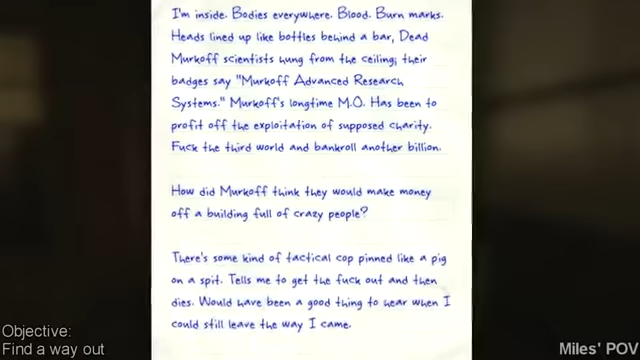 I'm inside. Bodies everywhere. Blood. Burn marks.
Heads lined up like bottles behind a bar, Dead
Murkoff scientists hung from the ceiling; their
badges say "Murkoff Advanced Research
Systems." Murkoff's longtime M.O. Has been to
profit off the exploitation of supposed charity.
Fuck the third world and bankroll another billion.
How did Murkoff think they would make money
off a building full of crazy people?
There's some kind of tactical cop pinned like a pig
on a spit. Tells me to get the fuck out and then
dies. Would have been a good thing to hear when I
could still leave the way I came.
Objective:
Find a way out
Miles' POV